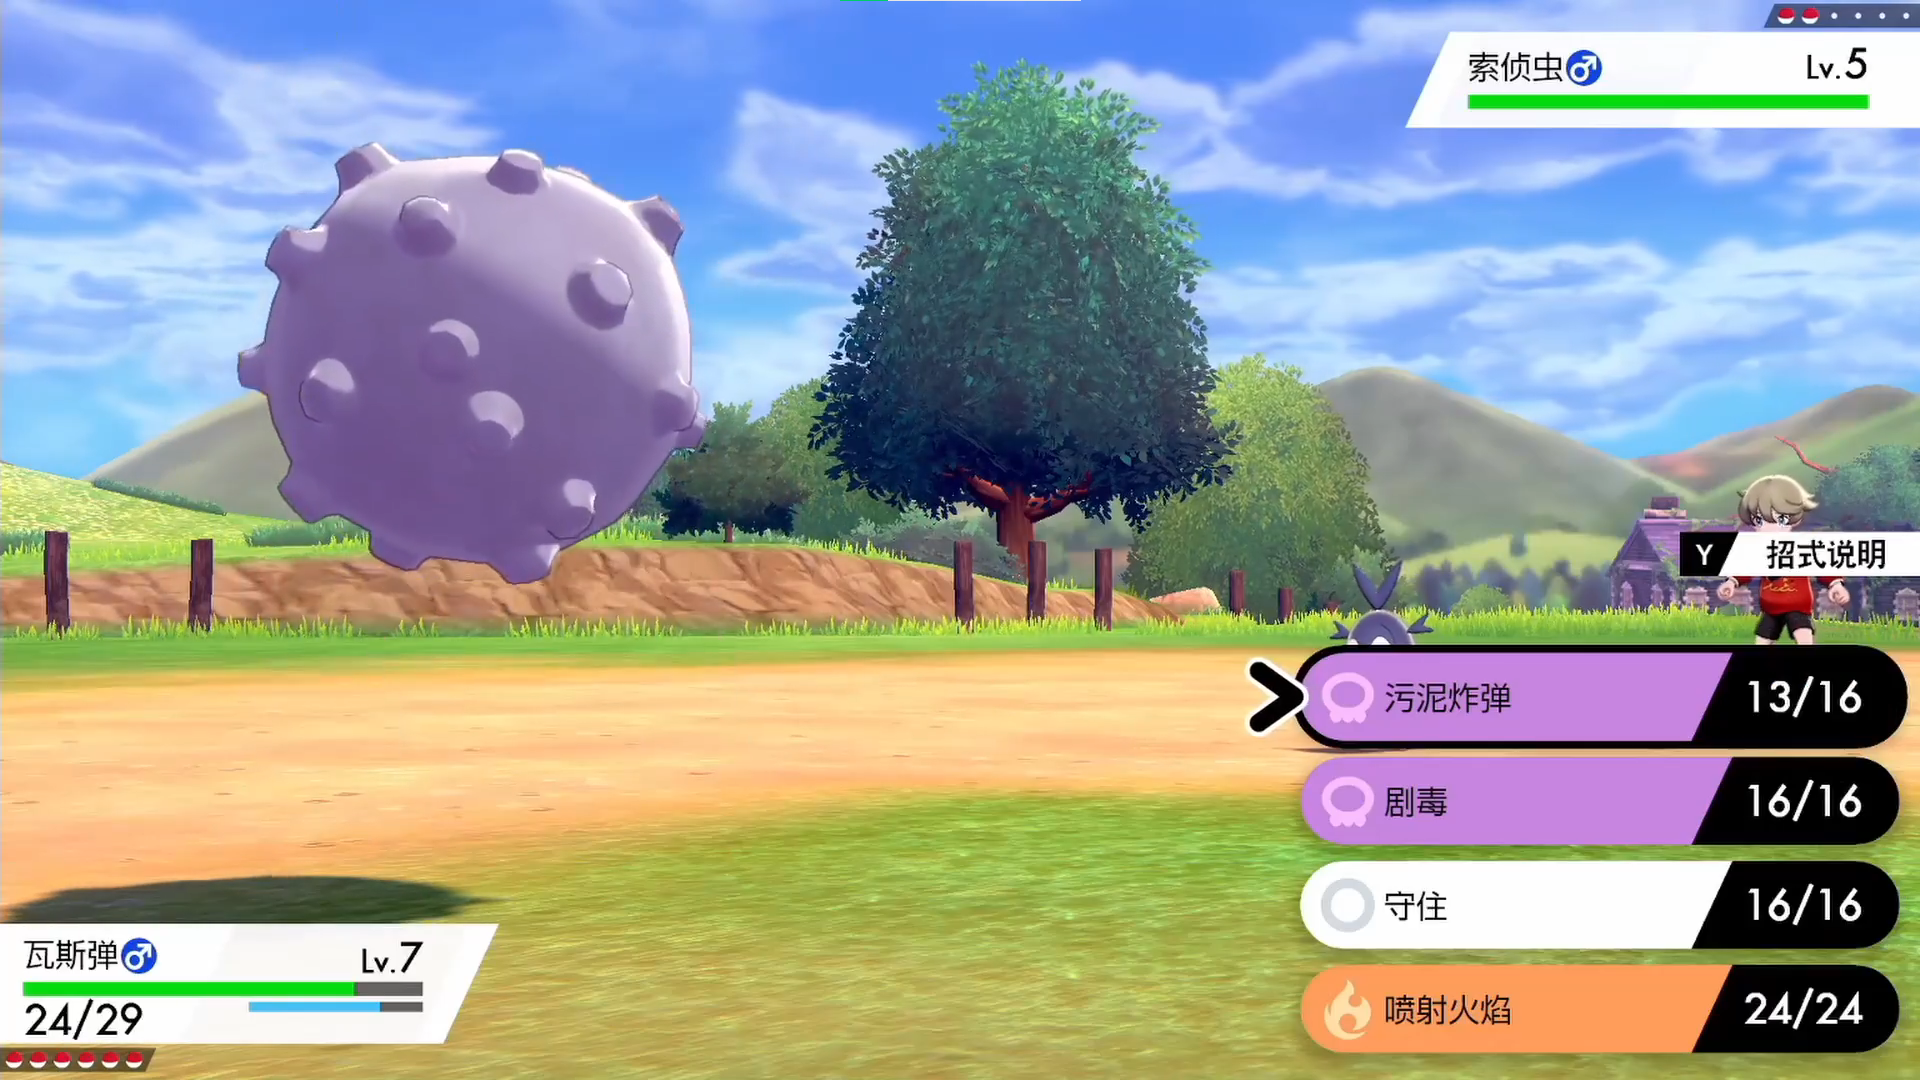 索侦虫 Lv.5
Y 招式说明
污泥炸弹 13/16
剧毒 16/16
守住 16/16
喷射火焰 24/24
瓦斯弹 Lv.7
24/29